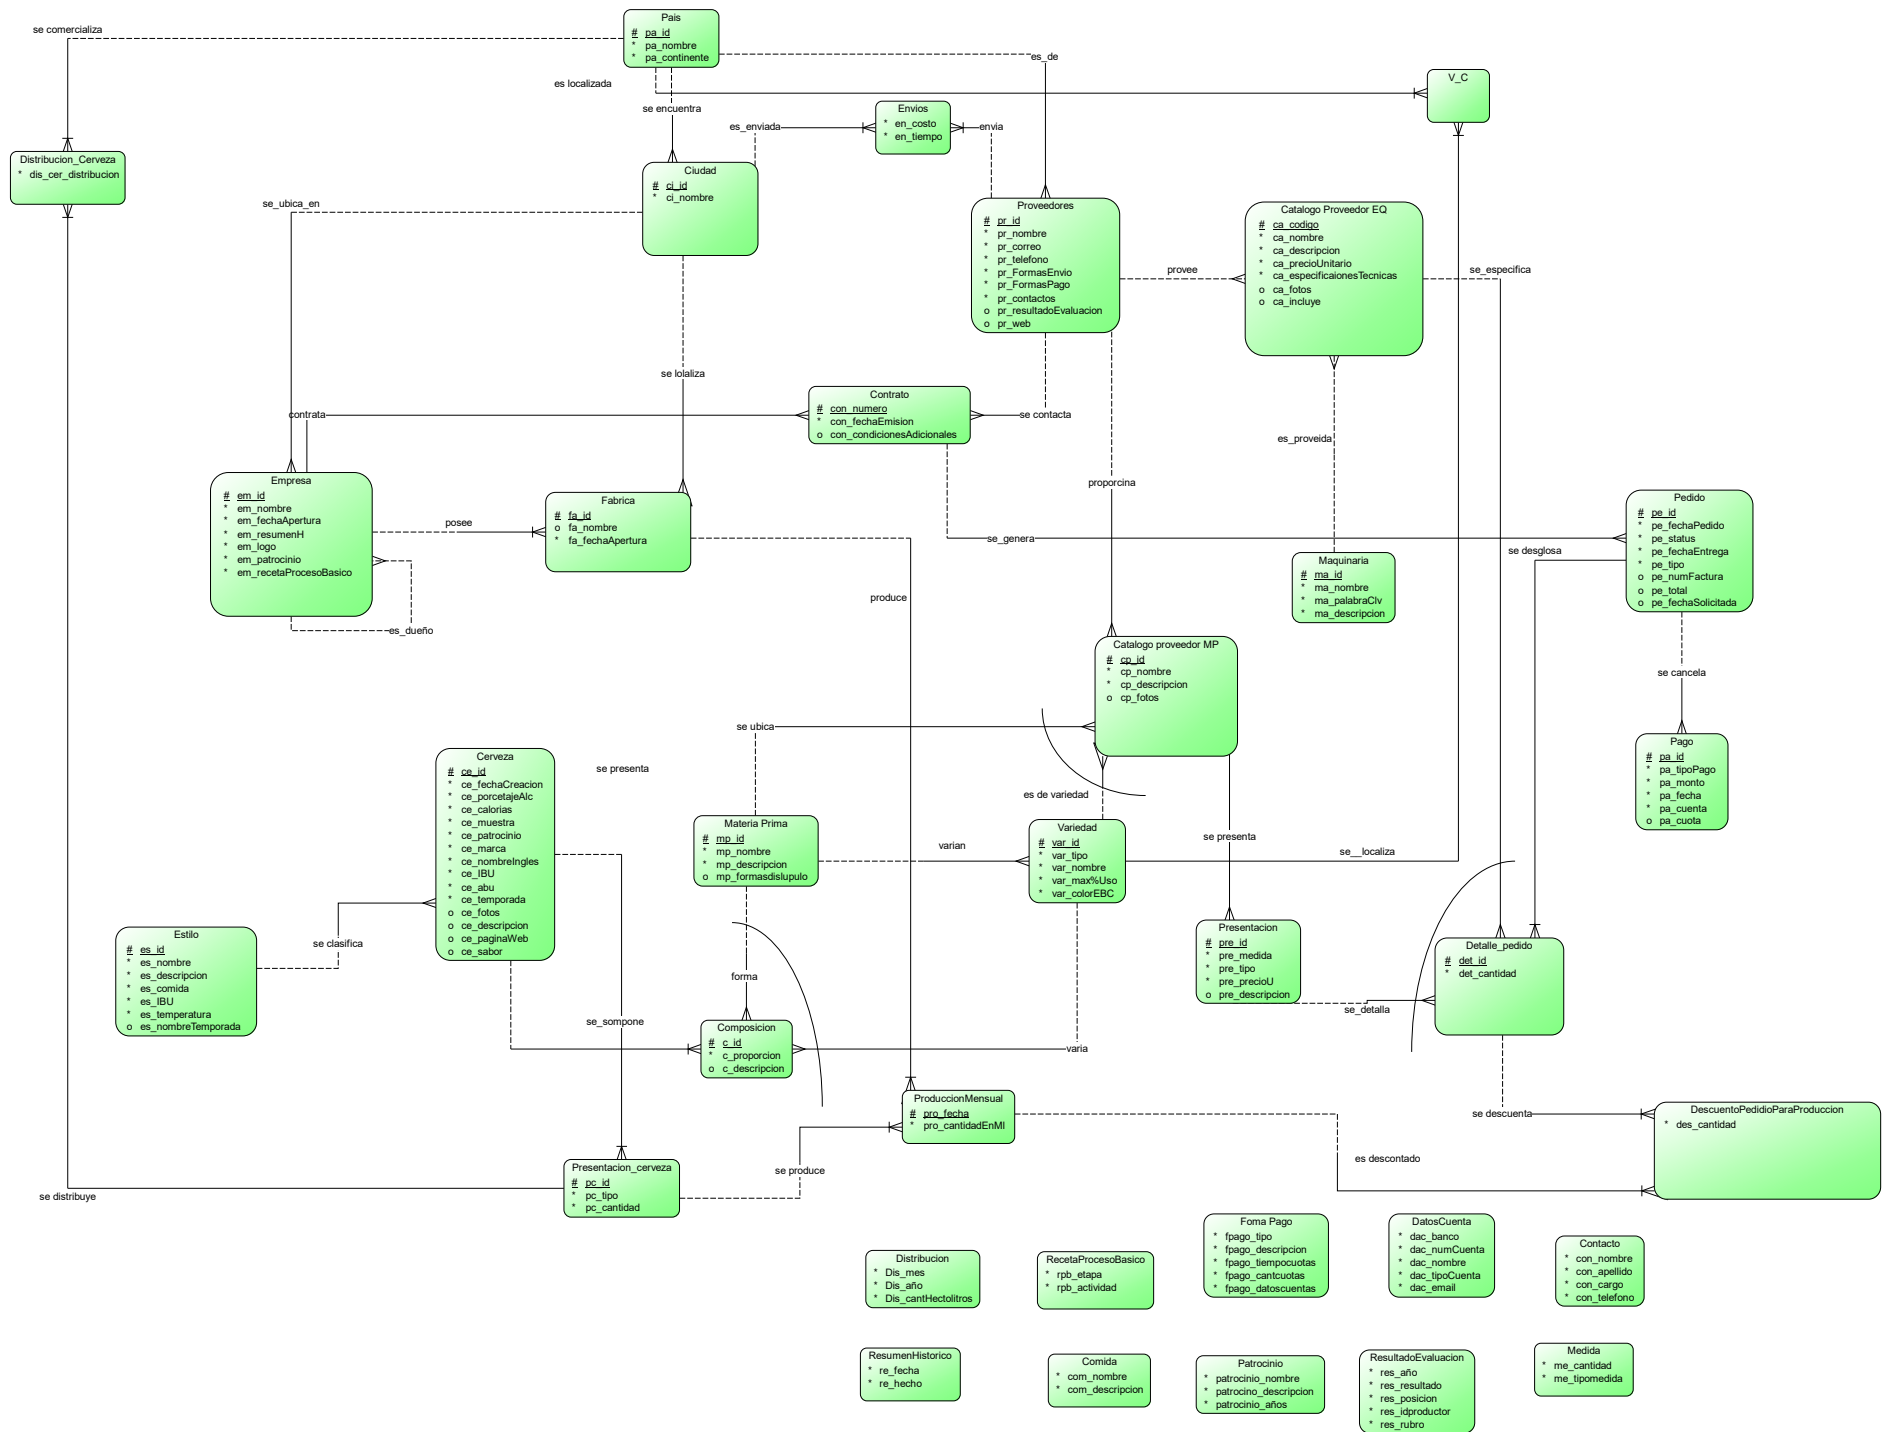 Pais
# pa_id
* pa_nombre
* pa_continente
se comercializa
es_de
es localizada
V_C
se encuentra
Envios
* en_costo
* en_tiempo
es_enviada
envia
Distribucion_Cerveza
* dis_cer_distribucion
Ciudad
# ci_id
* ci_nombre
se_ubica_en
Proveedores
# pr_id
* pr_nombre
* pr_correo
* pr_telefono
* pr_FormasEnvio
* pr_FormasPago
* pr_contactos
o pr_resultadoEvaluacion
o pr_web
provee
Catalogo Proveedor EQ
# ca_codigo
* ca_nombre
* ca_descripcion
* ca_precioUnitario
* ca_especificaionesTecnicas
o ca_fotos
o ca_incluye
se_especifica
se lolaliza
Contrato
# con_numero
* con_fechaEmision
o con_condicionesAdicionales
contrata
se contacta
es_proveida
proporcina
Empresa
# em_id
* em_nombre
* em_fechaApertura
* em_resumenH
* em_logo
* em_patrocinio
* em_recetaProcesoBasico
posee
es_dueño
Fabrica
# fa_id
o fa_nombre
* fa_fechaApertura
se_genera
produce
Maquinaria
# ma_id
* ma_nombre
* ma_palabraClv
* ma_descripcion
se desglosa
Pedido
# pe_id
* pe_fechaPedido
* pe_status
* pe_fechaEntrega
* pe_tipo
o pe_numFactura
o pe_total
o pe_fechaSolicitada
se cancela
Catalogo proveedor MP
# cp_id
* cp_nombre
* cp_descripcion
o cp_fotos
se ubica
Pago
# pa_id
* pa_tipoPago
* pa_monto
* pa_fecha
* pa_cuenta
o pa_cuota
Cerveza
# ce_id
* ce_fechaCreacion
* ce_porcetajeAlc
* ce_calorias
* ce_muestra
* ce_patrocinio
* ce_marca
* ce_nombreIngles
* ce_IBU
* ce_abu
* ce_temporada
o ce_fotos
o ce_descripcion
o ce_paginaWeb
o ce_sabor
se presenta
es de variedad
Materia Prima
# mp_id
* mp_nombre
* mp_descripcion
o mp_formasdislupulo
varian
Variedad
# var_id
* var_tipo
* var_nombre
* var_max%Uso
* var_colorEBC
se presenta
se__localiza
Estilo
# es_id
* es_nombre
* es_descripcion
* es_comida
* es_IBU
* es_temperatura
o es_nombreTemporada
se clasifica
forma
Presentacion
# pre_id
* pre_medida
* pre_tipo
* pre_precioU
o pre_descripcion
se_detalla
Detalle_pedido
# det_id
* det_cantidad
se_sompone
Composicion
# c_id
* c_proporcion
o c_descripcion
varia
ProduccionMensual
# pro_fecha
* pro_cantidadEnMl
se descuenta
DescuentoPedidioParaProduccion
* des_cantidad
es descontado
Presentacion_cerveza
# pc_id
* pc_tipo
* pc_cantidad
se produce
se distribuye
Distribucion
* Dis_mes
* Dis_año
* Dis_cantHectolitros
RecetaProcesoBasico
* rpb_etapa
* rpb_actividad
Foma Pago
* fpago_tipo
* fpago_descripcion
* fpago_tiempocuotas
* fpago_cantcuotas
* fpago_datoscuentas
DatosCuenta
* dac_banco
* dac_numCuenta
* dac_nombre
* dac_tipoCuenta
* dac_email
Contacto
* con_nombre
* con_apellido
* con_cargo
* con_telefono
ResumenHistorico
* re_fecha
* re_hecho
Comida
* com_nombre
* com_descripcion
Patrocinio
* patrocinio_nombre
* patrocino_descripcion
* patrocinio_años
ResultadoEvaluacion
* res_año
* res_resultado
* res_posicion
* res_idproductor
* res_rubro
Medida
* me_cantidad
* me_tipomedida